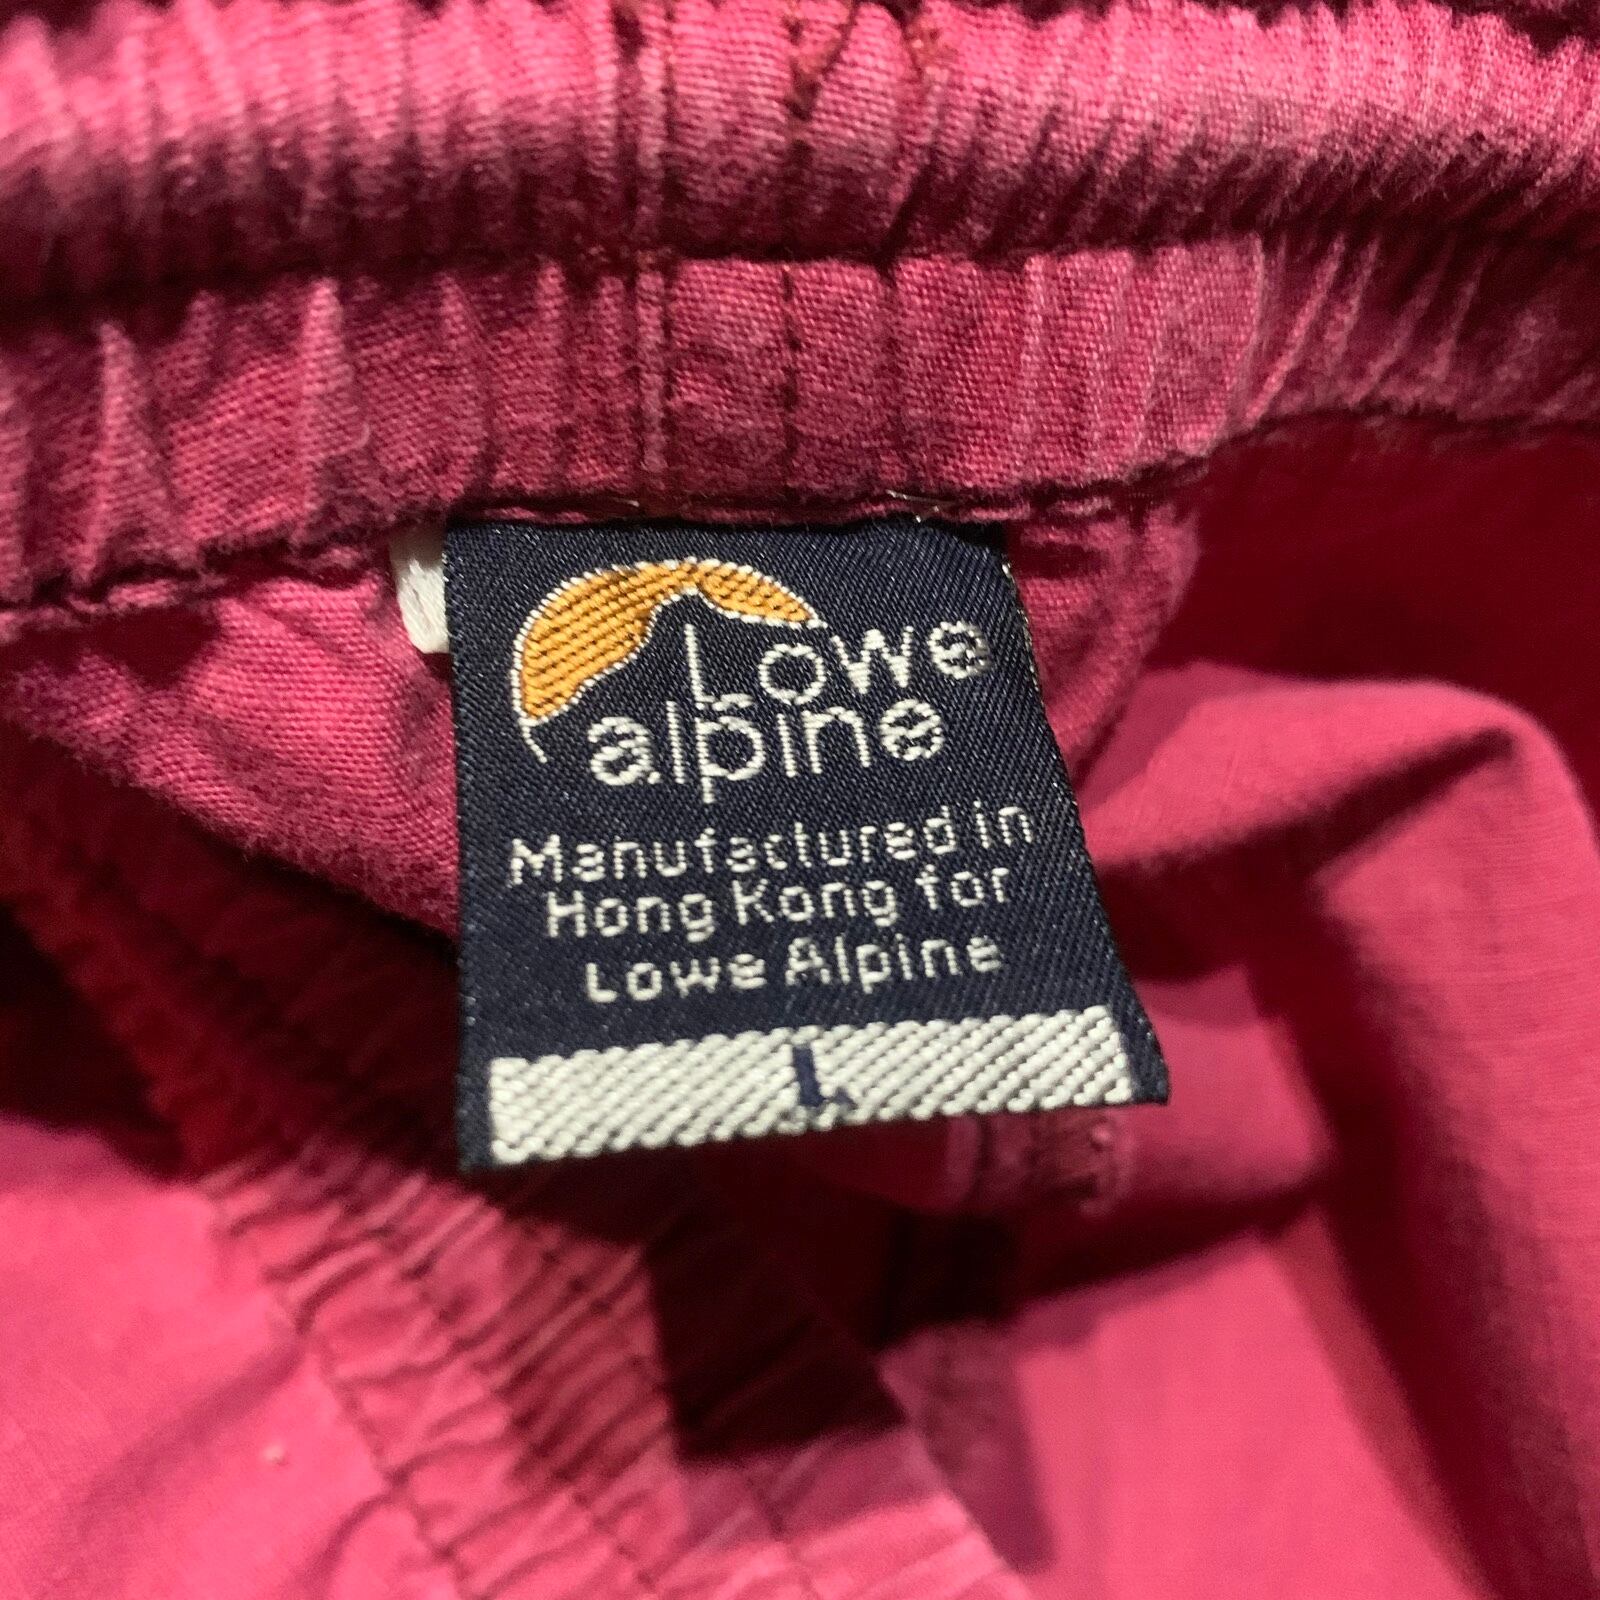 Lowe
alpine
Manufactured in
Hong Kong for
Lowe Alpine
L